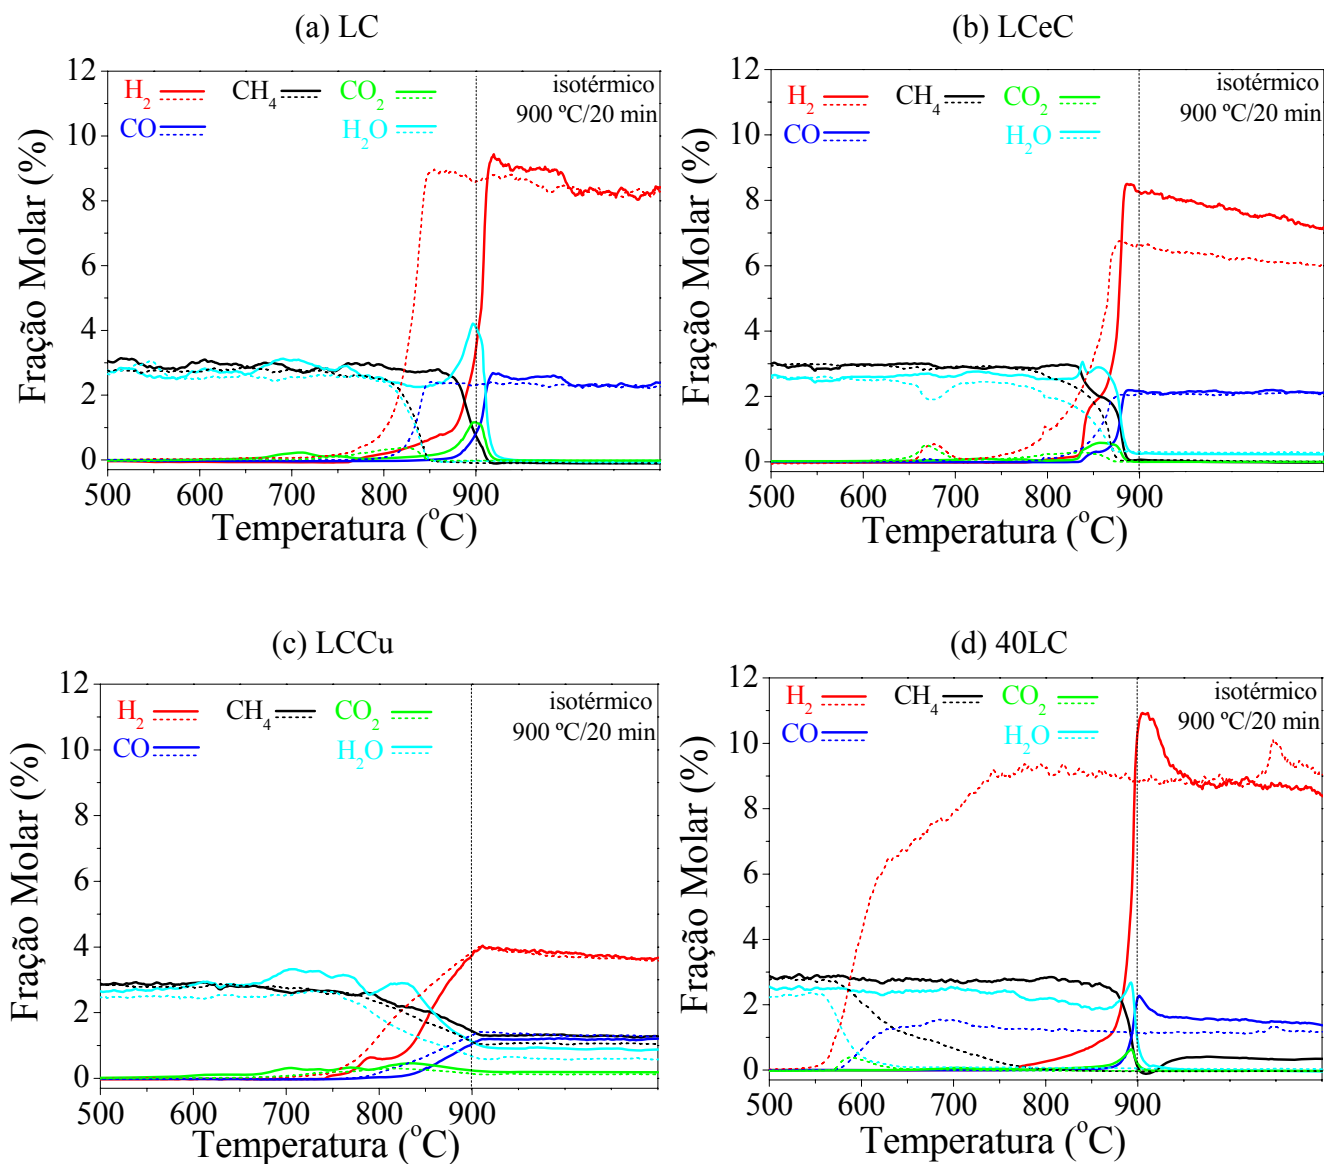 (a) LC
12
10
8
6
4
2
0
Fração Molar (%)
H2 CH4 CO2
CO H2O
isotérmico
900 ºC/20 min
500 600 700 800 900
Temperatura (°C)
(b) LCeC
12
10
8
6
4
2
0
Fração Molar (%)
H2 CH4 CO2
CO H2O
isotérmico
900 ºC/20 min
500 600 700 800 900
Temperatura (°C)
(c) LCCu
12
10
8
6
4
2
0
Fração Molar (%)
H2 CH4 CO2
CO H2O
isotérmico
900 ºC/20 min
500 600 700 800 900
Temperatura (°C)
(d) 40LC
12
10
8
6
4
2
0
Fração Molar (%)
H2 CH4 CO2
CO H2O
isotérmico
900 ºC/20 min
500 600 700 800 900
Temperatura (°C)